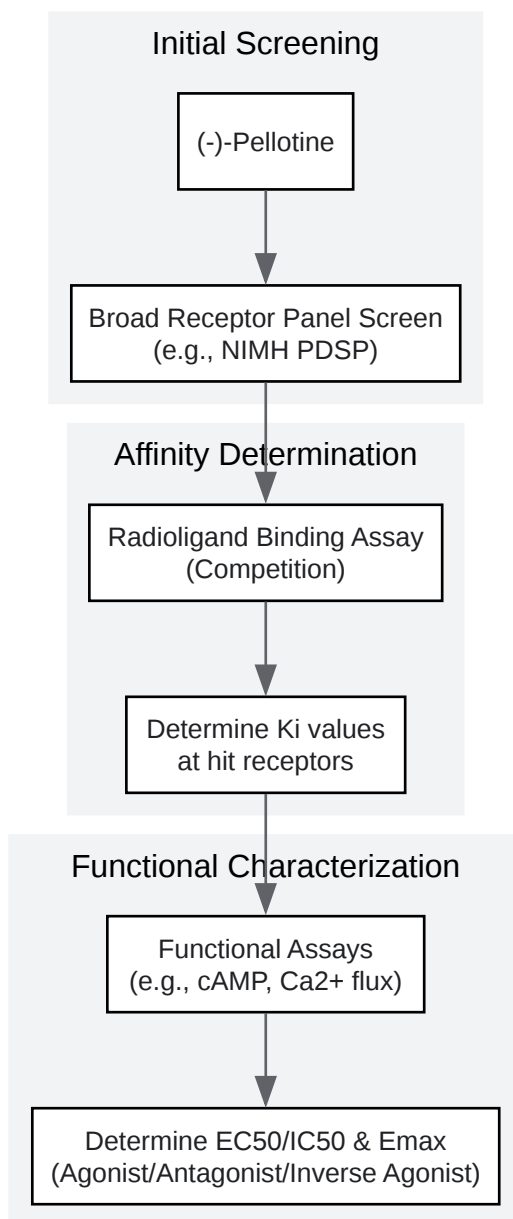 Initial Screening
(-)-Pellotine
Broad Receptor Panel Screen
(e.g., NIMH PDSP)
Affinity Determination
Radioligand Binding Assay
(Competition)
Determine Ki values
at hit receptors
Functional Characterization
Functional Assays
(e.g., cAMP, Ca2+ flux)
Determine EC50/IC50 & Emax
(Agonist/Antagonist/Inverse Agonist)